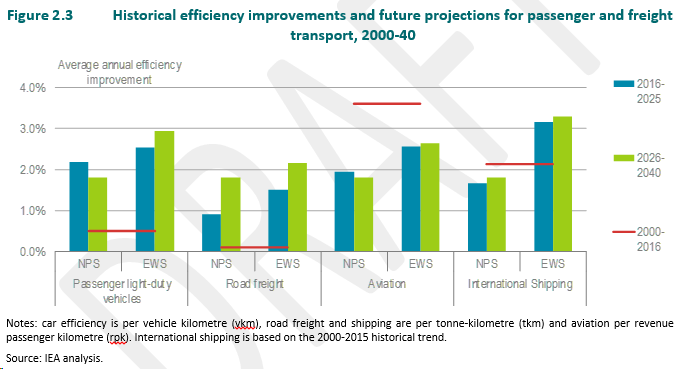 Figure 2.3 Historical efficiency improvements and future projections for passenger and freight
transport, 2000-40
Average annual efficiency
improvement
4.0%
3.0%
2.0%
1.0%
0.0%
NPS EWS NPS EWS NPS EWS NPS EWS
Passenger light-duty
vehicles
Road freight
Aviation
International Shipping
2016-
2025
2026-
2040
2000-
2016
Notes: car efficiency is per vehicle kilometre (vkm), road freight and shipping are per tonne-kilometre (tkm) and aviation per revenue
passenger kilometre (rpk). International shipping is based on the 2000-2015 historical trend.
Source: IEA analysis.
DRAFT